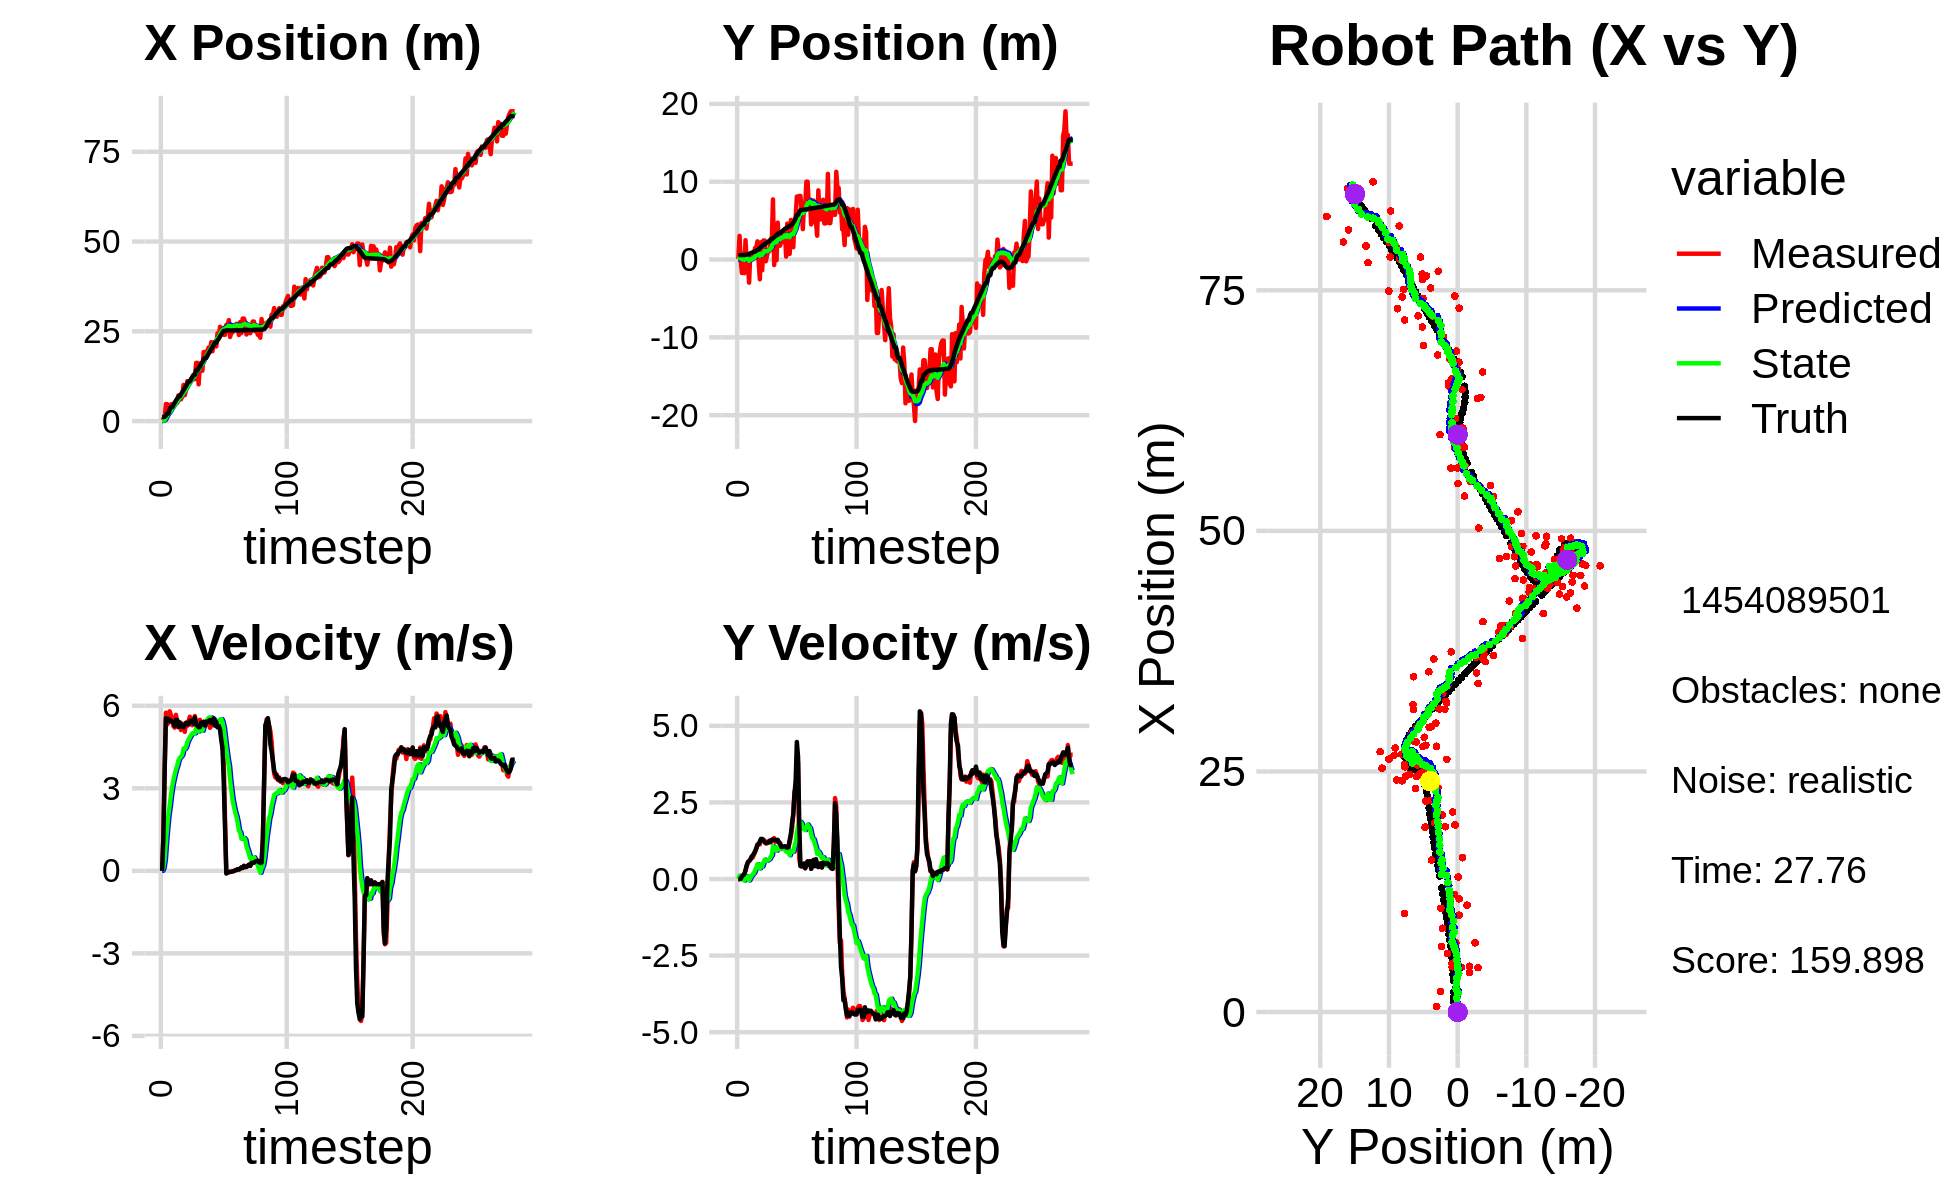 X Position (m)
75
50
25
0
0
100
200
timestep
Y Position (m)
20
10
0
-10
-20
0
100
200
timestep
X Velocity (m/s)
6
3
0
-3
-6
0
100
200
timestep
Y Velocity (m/s)
5.0
2.5
0.0
-2.5
-5.0
0
100
200
timestep
Robot Path (X vs Y)
X Position (m)
75
50
25
0
20 10 0 -10 -20
Y Position (m)
variable
Measured
Predicted
State
Truth
1454089501
Obstacles: none
Noise: realistic
Time: 27.76
Score: 159.898